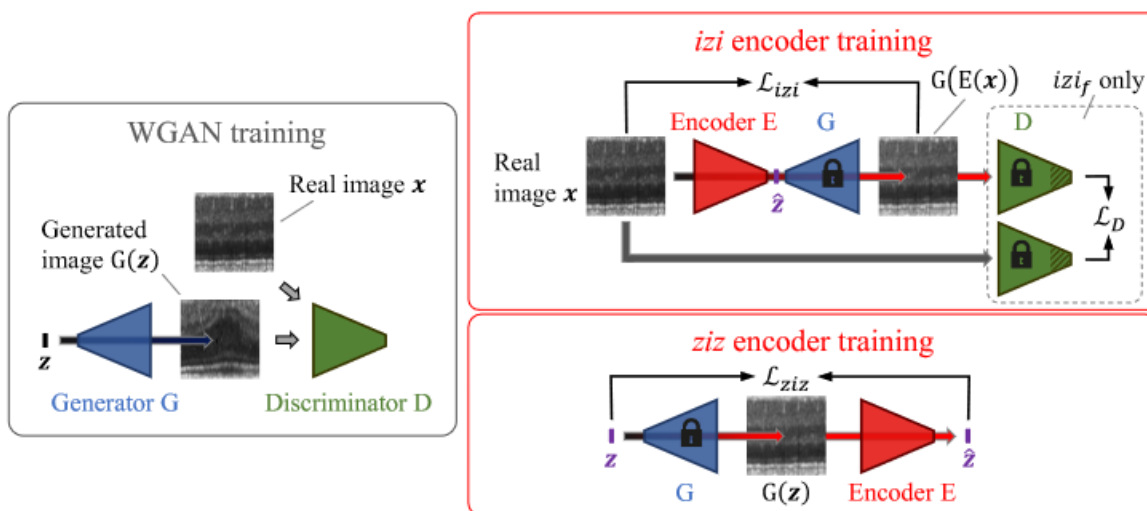 WGAN training
Real image x
Generated
image G(z)
z
Generator G
Discriminator D
izi encoder training
ℒizi
G(E(x))
izif only
Encoder E
G
D
Real
image x
ẑ
ℒD
ziz encoder training
ℒziz
z
ẑ
G
G(z)
Encoder E